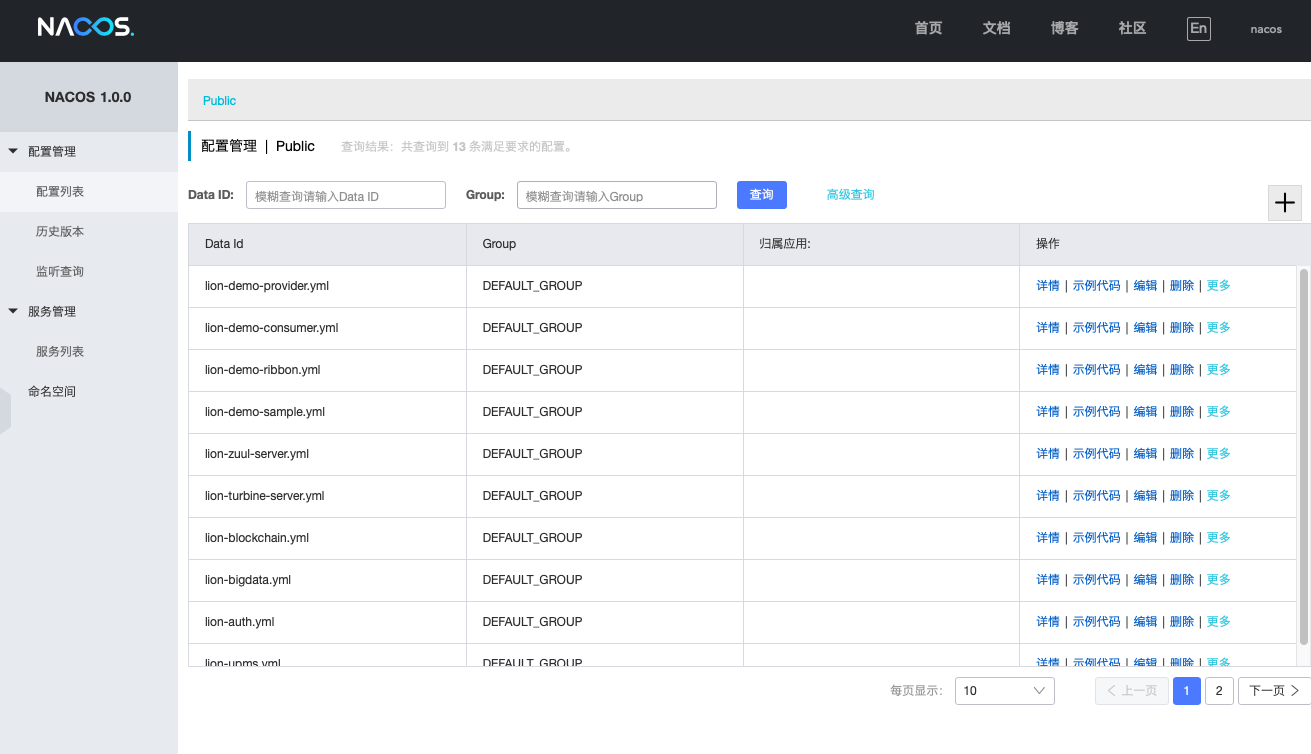 NACOS.
首页 文档 博客 社区 En nacos
NACOS 1.0.0
配置管理
配置列表
历史版本
监听查询
服务管理
服务列表
命名空间
Public
配置管理 | Public 查询结果：共查询到 13 条满足要求的配置。
Data ID: 模糊查询请输入Data ID Group: 模糊查询请输入Group 查询 高级查询
Data Id Group 归属应用: 操作
lion-demo-provider.yml DEFAULT_GROUP 详情 | 示例代码 | 编辑 | 删除 | 更多
lion-demo-consumer.yml DEFAULT_GROUP 详情 | 示例代码 | 编辑 | 删除 | 更多
lion-demo-ribbon.yml DEFAULT_GROUP 详情 | 示例代码 | 编辑 | 删除 | 更多
lion-demo-sample.yml DEFAULT_GROUP 详情 | 示例代码 | 编辑 | 删除 | 更多
lion-zuul-server.yml DEFAULT_GROUP 详情 | 示例代码 | 编辑 | 删除 | 更多
lion-turbine-server.yml DEFAULT_GROUP 详情 | 示例代码 | 编辑 | 删除 | 更多
lion-blockchain.yml DEFAULT_GROUP 详情 | 示例代码 | 编辑 | 删除 | 更多
lion-bigdata.yml DEFAULT_GROUP 详情 | 示例代码 | 编辑 | 删除 | 更多
lion-auth.yml DEFAULT_GROUP 详情 | 示例代码 | 编辑 | 删除 | 更多
lion-upms.yml DEFAULT_GROUP 详情 | 示例代码 | 编辑 | 删除 | 更多
每页显示： 10 上一页 1 2 下一页